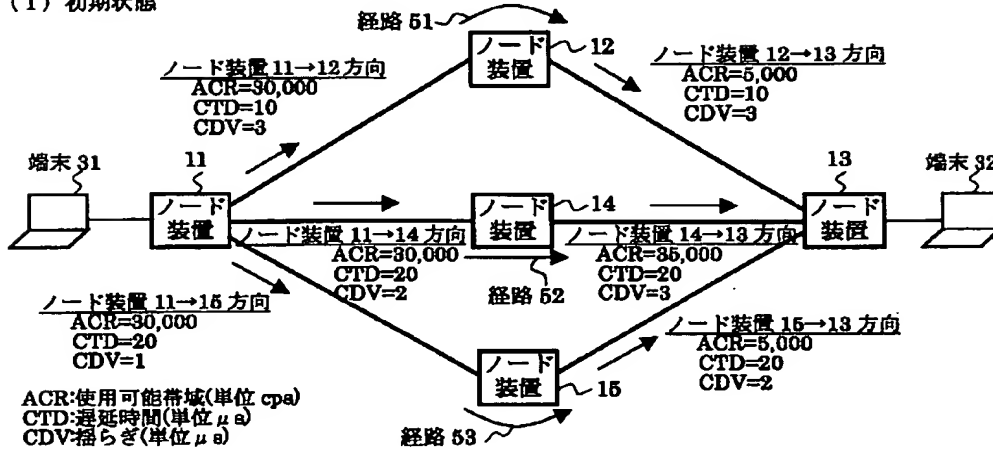 (1) 初期状態
経路 51
ノード
装置
12
ノード装置 11→12 方向
ACR=30,000
CTD=10
CDV=3
ノード装置 12→13 方向
ACR=5,000
CTD=10
CDV=3
端末 31
11
ノード
装置
ノード
装置
14
13
ノード
装置
端末 32
ノード装置 11→14 方向
ACR=30,000
CTD=20
CDV=2
経路 52
ノード装置 14→13 方向
ACR=35,000
CTD=20
CDV=3
ノード装置 11→15 方向
ACR=30,000
CTD=20
CDV=1
ノード装置 15→13 方向
ACR=5,000
CTD=20
CDV=2
ノード
装置
15
経路 53
ACR:使用可能帯域(単位 cps)
CTD:遅延時間(単位 μs)
CDV:揺らぎ(単位 μs)